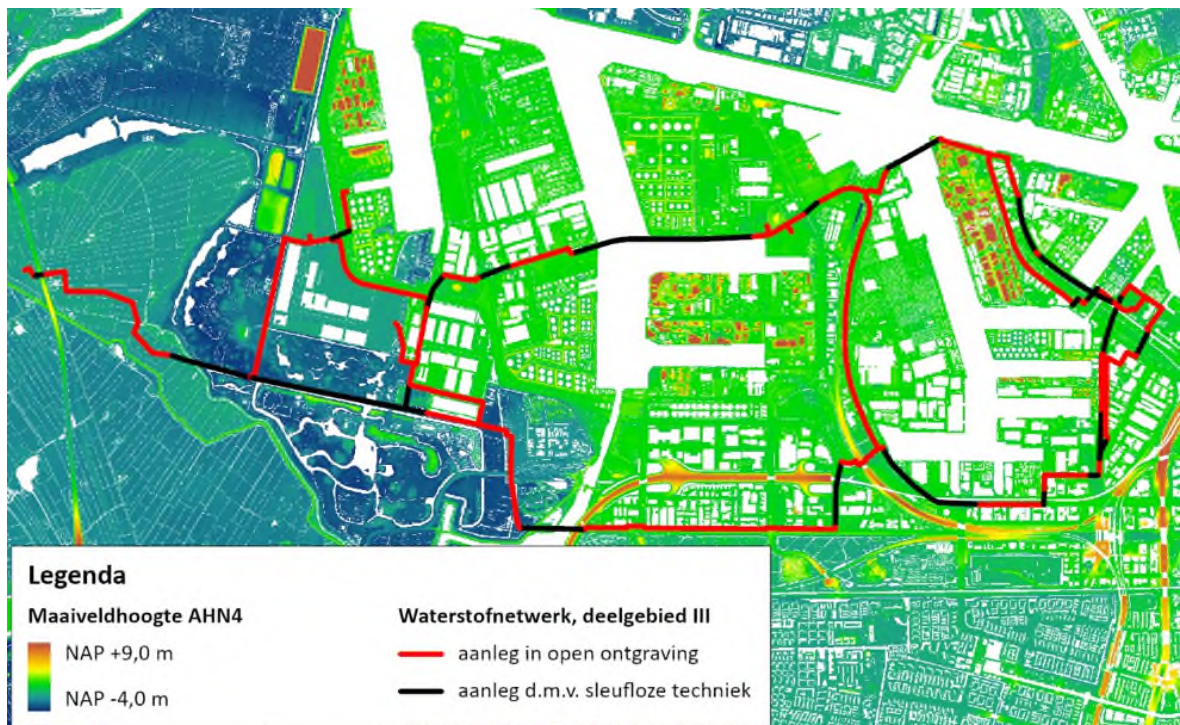 Legenda
Maaiveldhoogte AHN4
NAP +9,0 m
NAP -4,0 m
Waterstofnetwerk, deelgebied III
aanleg in open ontgraving
aanleg d.m.v. sleufloze techniek